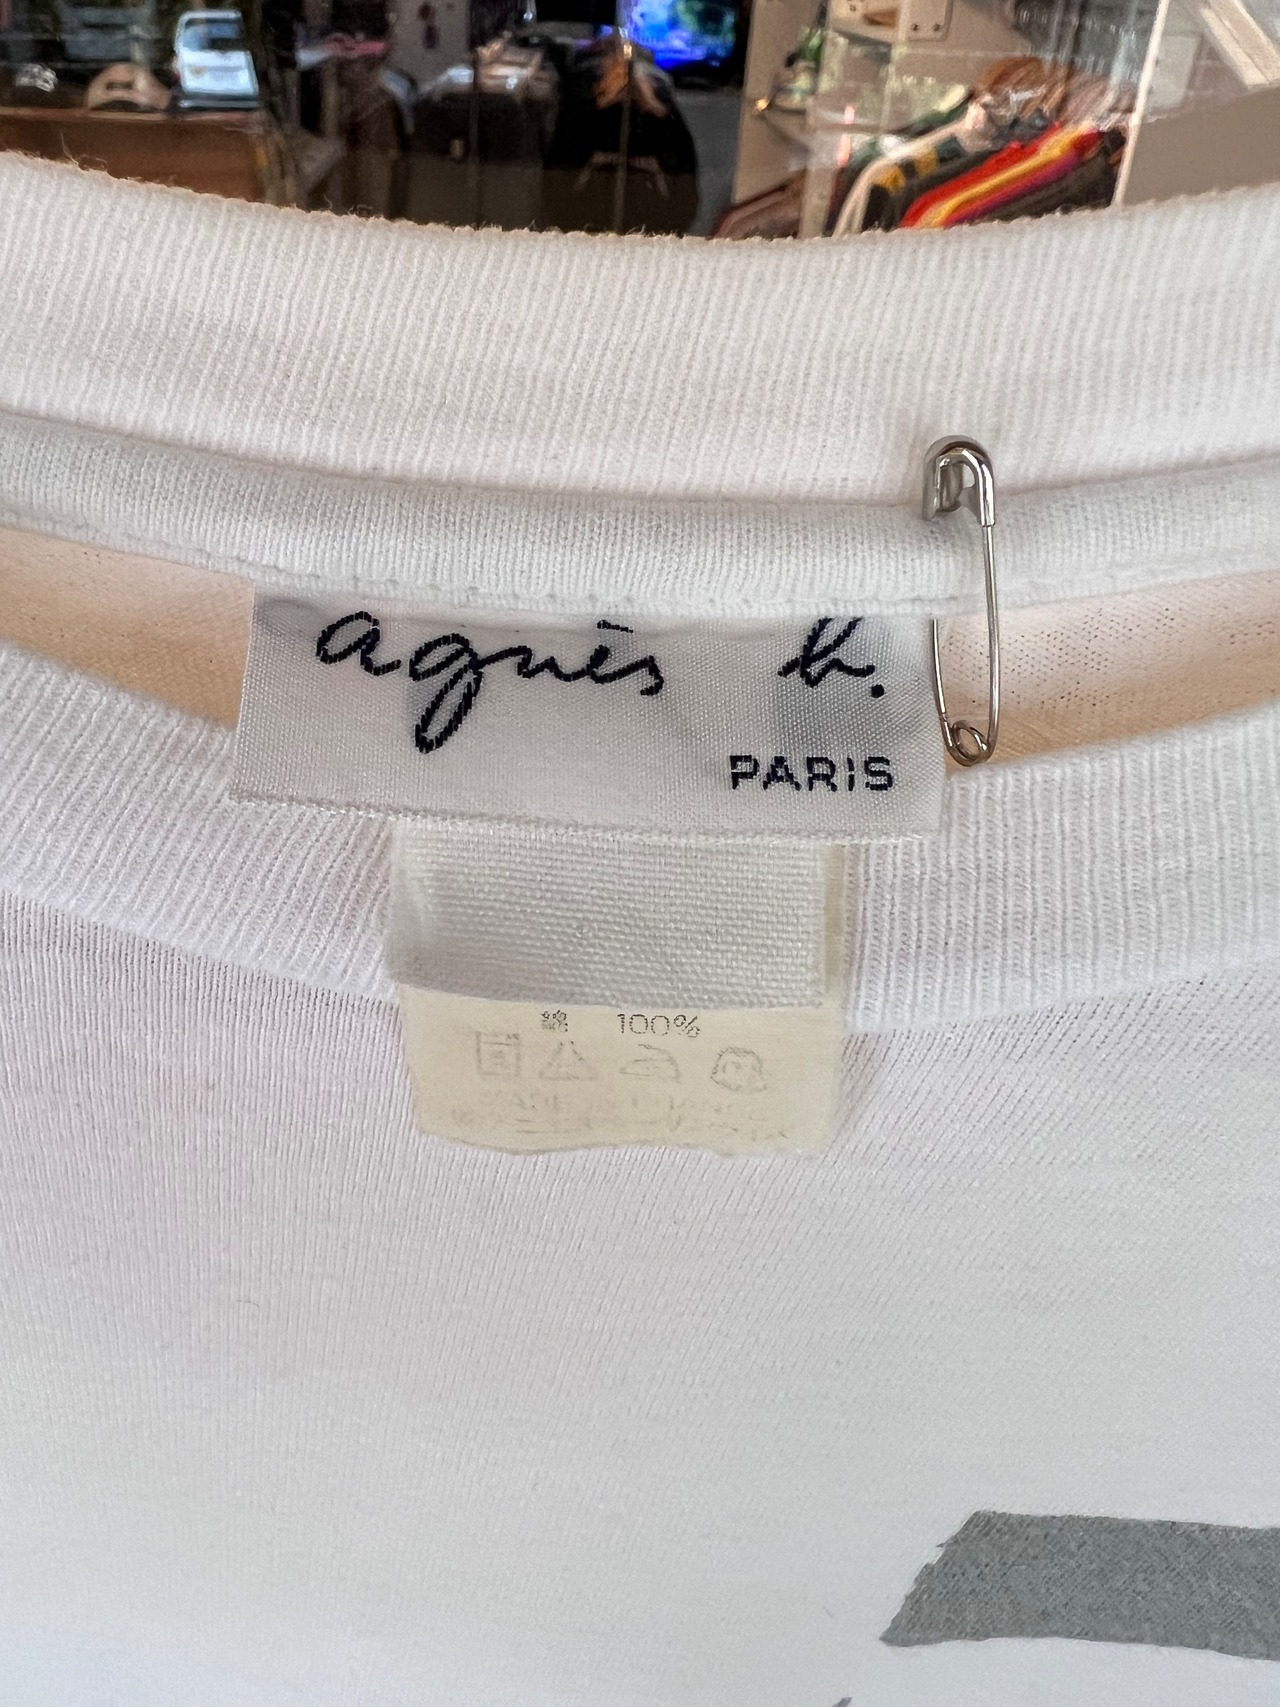 agnès b.
PARIS
綿 100%